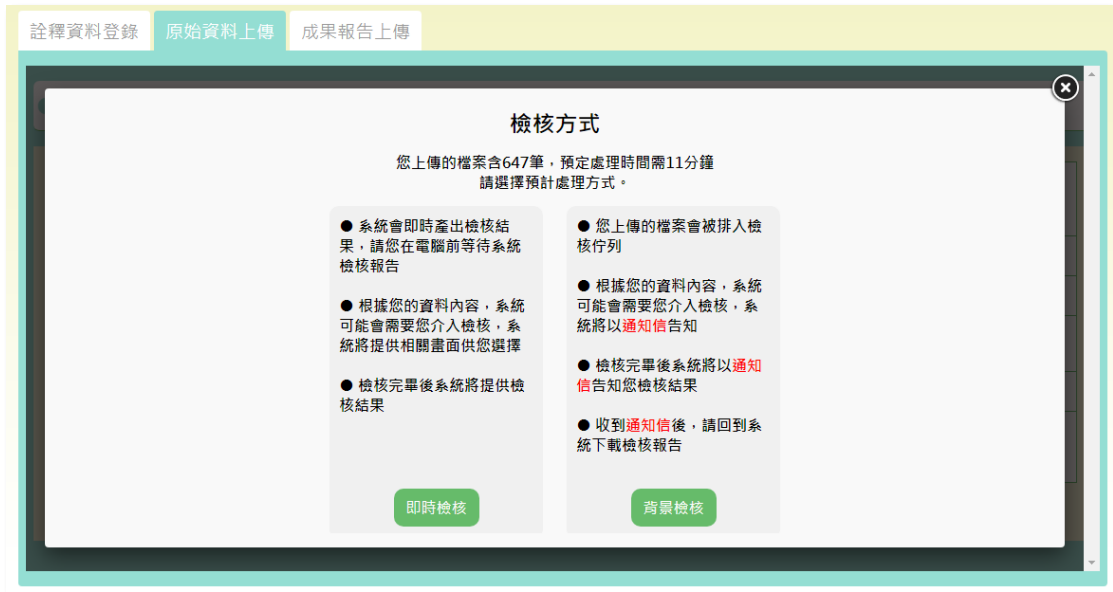 詮釋資料登錄
原始資料上傳
成果報告上傳
檢核方式
您上傳的檔案含647筆，預定處理時間需11分鐘
請選擇預計處理方式。
● 系統會即時產出檢核結
果，請您在電腦前等待系統
檢核報告
● 根據您的資料內容，系統
可能會需要您介入檢核，系
統將提供相關畫面供您選擇
● 檢核完畢後系統將提供檢
核結果
即時檢核
● 您上傳的檔案會被排入檢
核佇列
● 根據您的資料內容，系統
可能會需要您介入檢核，系
統將以通知信告知
● 檢核完畢後系統將以通知
信告知您檢核結果
● 收到通知信後，請回到系
統下載檢核報告
背景檢核